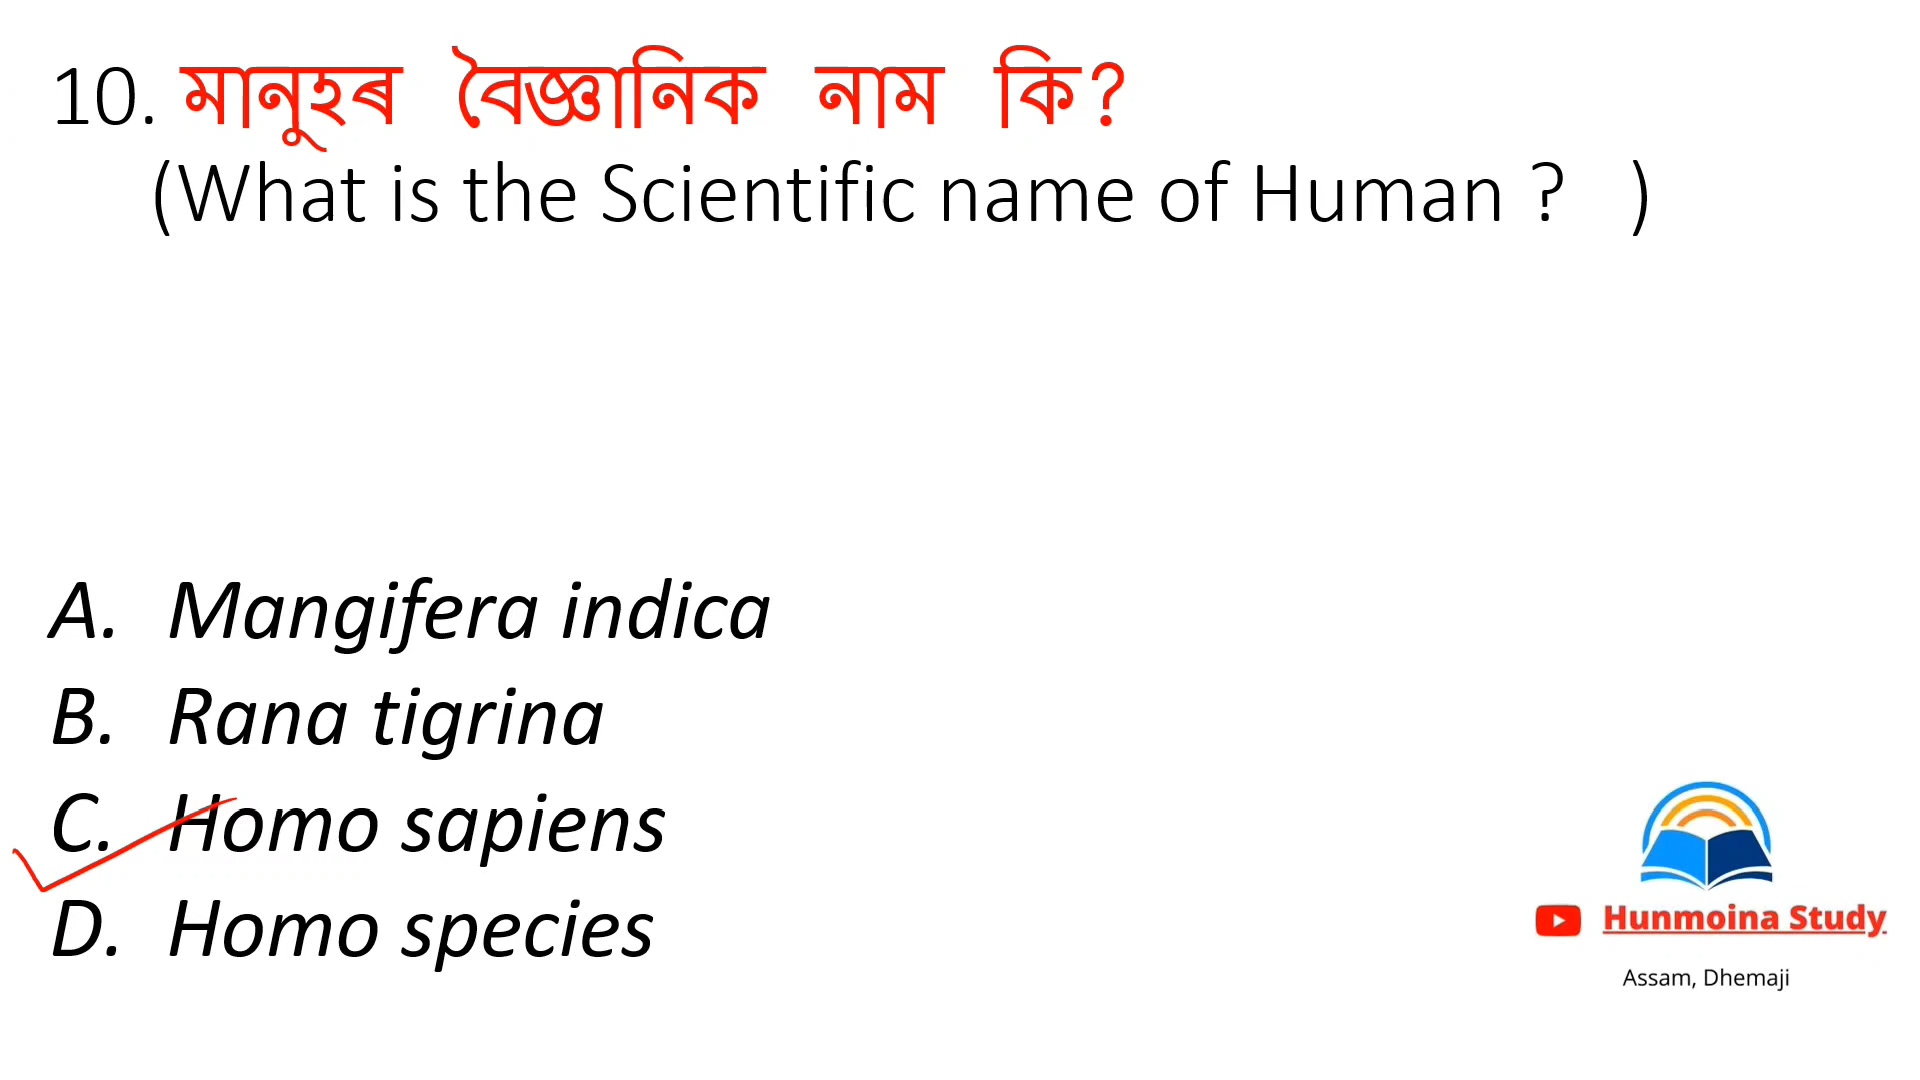 10. মানুহৰ বৈজ্ঞানিক নাম কি?
(What is the Scientific name of Human ? )
A. Mangifera indica
B. Rana tigrina
C. Homo sapiens
D. Homo species
Hunmoina Study
Assam, Dhemaji